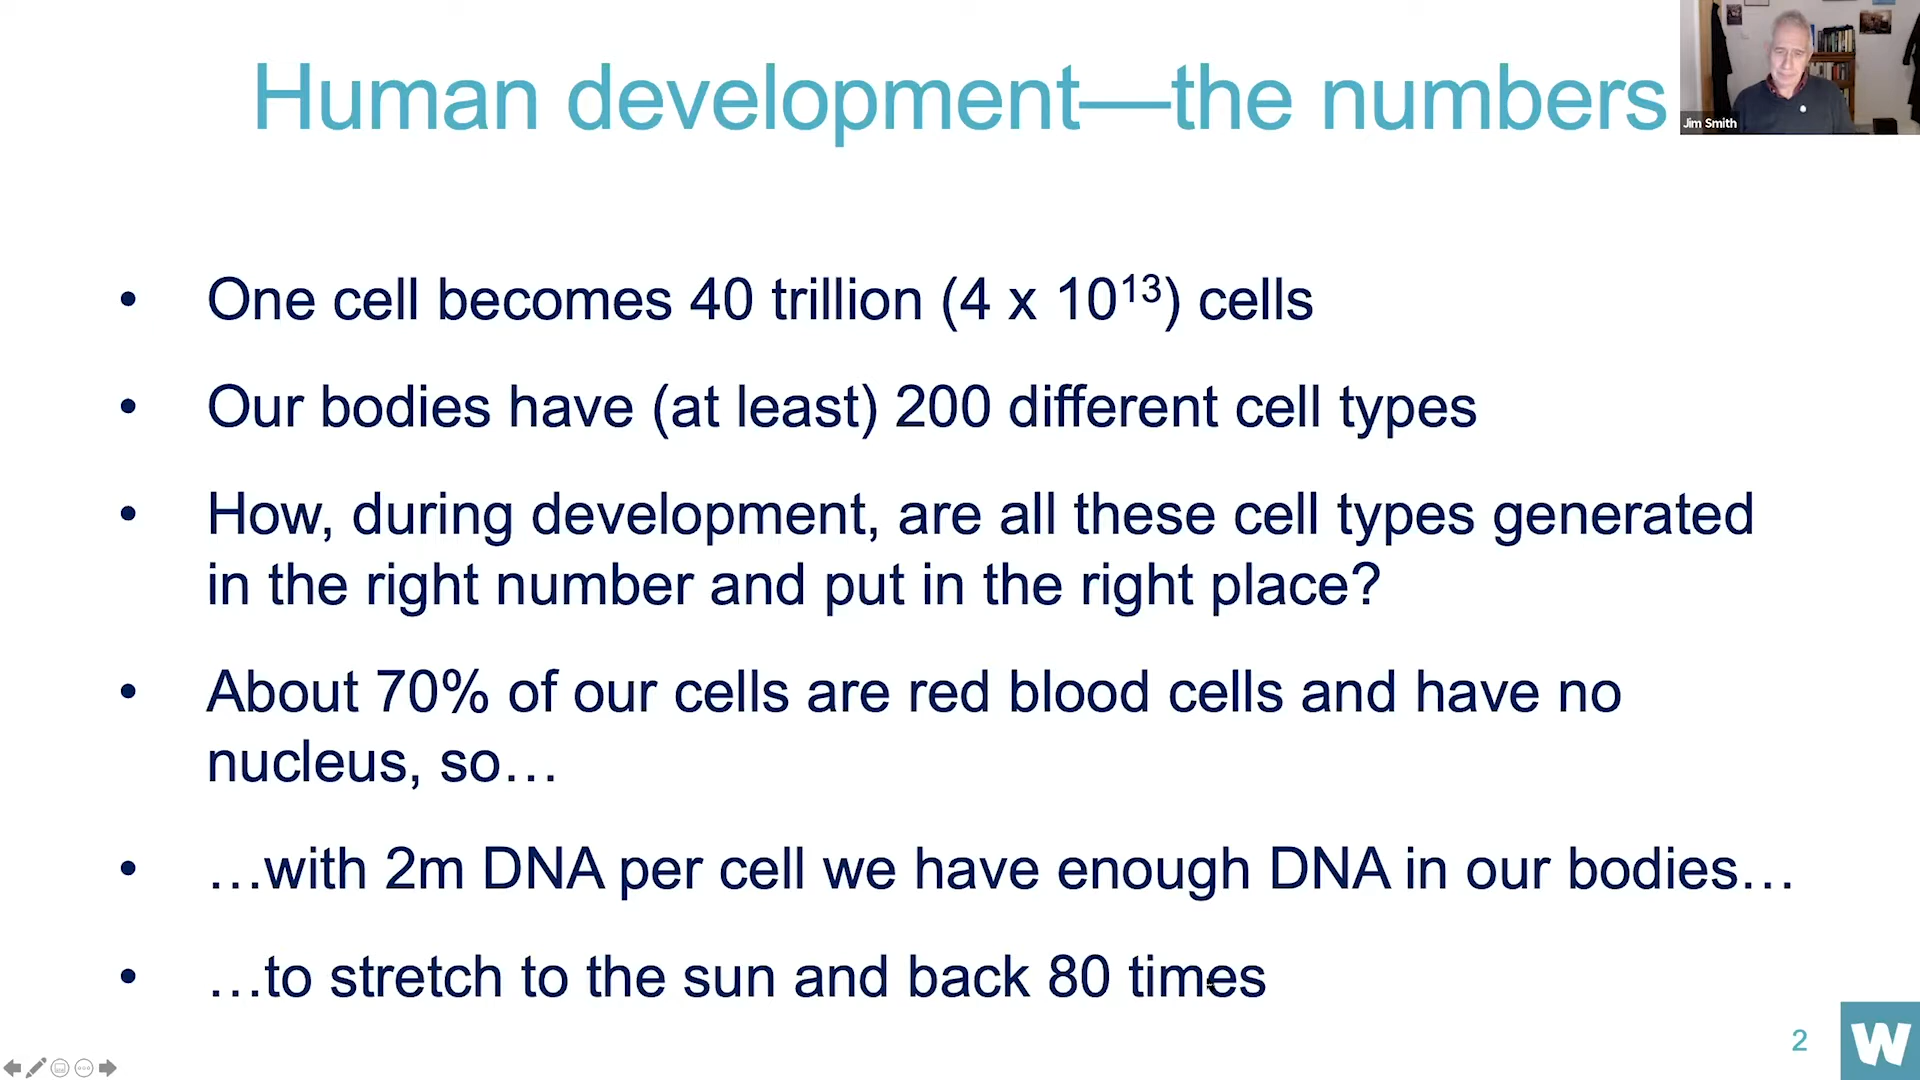 Human development—the numbers
Jim Smith
• One cell becomes 40 trillion (4 x 10¹³) cells
• Our bodies have (at least) 200 different cell types
• How, during development, are all these cell types generated
in the right number and put in the right place?
• About 70% of our cells are red blood cells and have no
nucleus, so…
• …with 2m DNA per cell we have enough DNA in our bodies…
• …to stretch to the sun and back 80 times
2
W